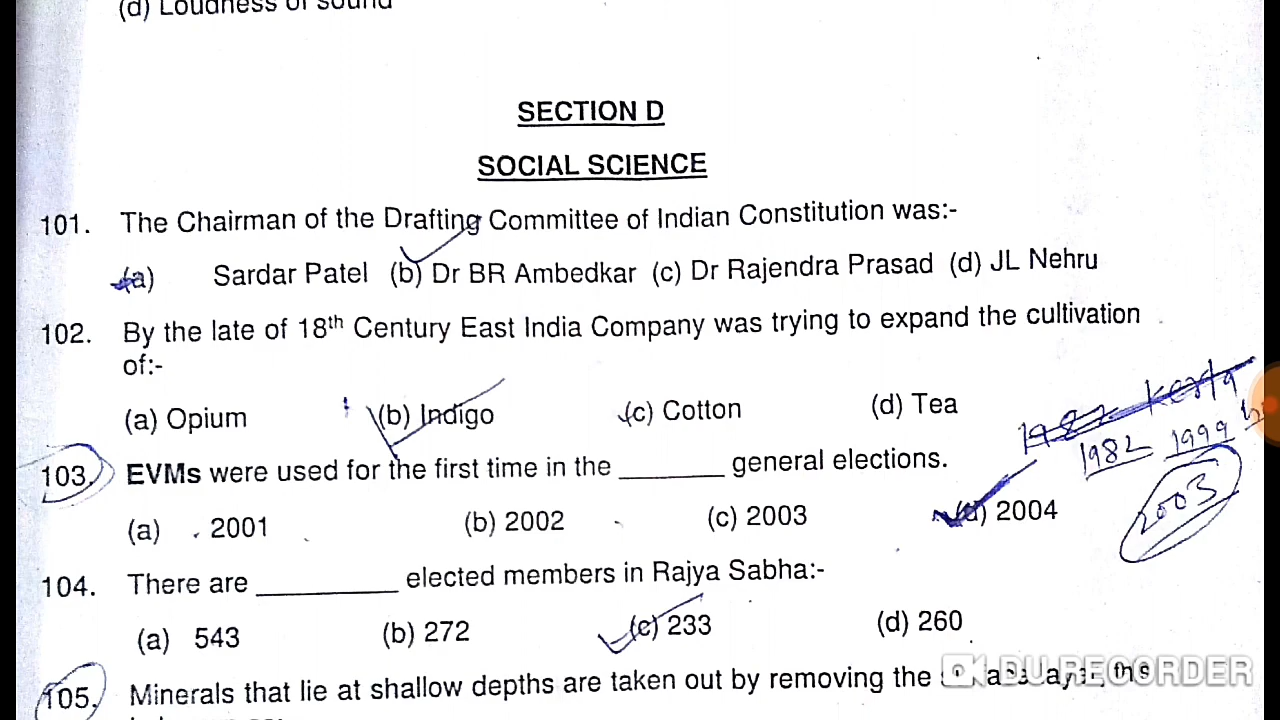 (d) Loudness of sound
SECTION D
SOCIAL SCIENCE
101. The Chairman of the Drafting Committee of Indian Constitution was:-
(a) Sardar Patel (b) Dr BR Ambedkar (c) Dr Rajendra Prasad (d) JL Nehru
102. By the late of 18th Century East India Company was trying to expand the cultivation
of:-
(a) Opium (b) Indigo (c) Cotton (d) Tea
1982 Kerla
1982 1999
2003
103. EVMs were used for the first time in the ________ general elections.
(a) 2001 (b) 2002 (c) 2003 (d) 2004
104. There are __________ elected members in Rajya Sabha:-
(a) 543 (b) 272 (c) 233 (d) 260
DU RECORDER
105. Minerals that lie at shallow depths are taken out by removing the